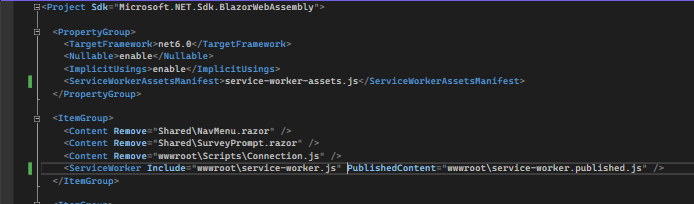 <Project Sdk="Microsoft.NET.Sdk.BlazorWebAssembly">
<PropertyGroup>
<TargetFramework>net6.0</TargetFramework>
<Nullable>enable</Nullable>
<ImplicitUsings>enable</ImplicitUsings>
<ServiceWorkerAssetsManifest>service-worker-assets.js</ServiceWorkerAssetsManifest>
</PropertyGroup>
<ItemGroup>
<Content Remove="Shared\NavMenu.razor" />
<Content Remove="Shared\SurveyPrompt.razor" />
<Content Remove="wwwroot\Scripts\Connection.js" />
<ServiceWorker Include="wwwroot\service-worker.js" PublishedContent="wwwroot\service-worker.published.js" />
</ItemGroup>